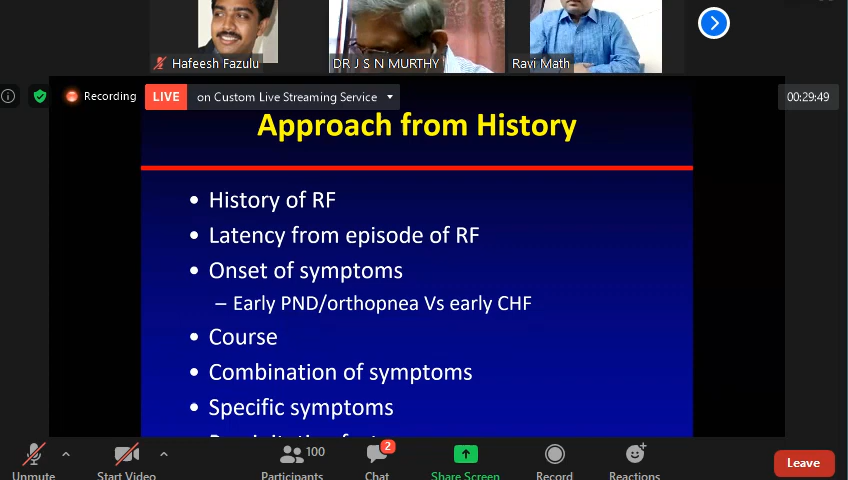 Hafeesh Fazulu
DR J S N MURTHY
Ravi Math
Recording
LIVE
on Custom Live Streaming Service
00:29:49
Approach from History
• History of RF
• Latency from episode of RF
• Onset of symptoms
– Early PND/orthopnea Vs early CHF
• Course
• Combination of symptoms
• Specific symptoms
100
2
Unmute
Start Video
Participants
Chat
Share Screen
Record
Reactions
Leave